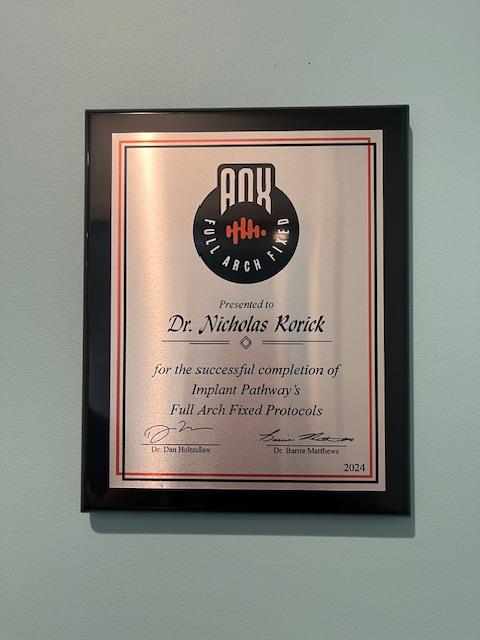 AOX
FULL ARCH FIXED
Presented to
Dr. Nicholas Rorick
for the successful completion of
Implant Pathway's
Full Arch Fixed Protocols
Dr. Dan Holtzclaw
Dr. Barrie Matthews
2024